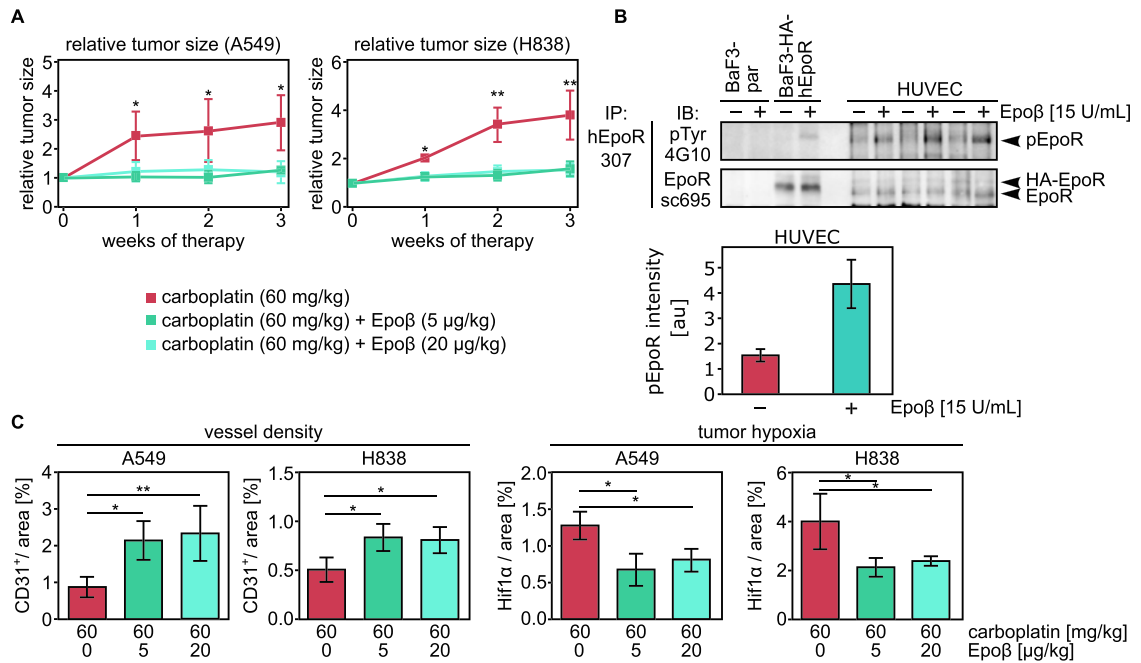 A
relative tumor size (A549)
relative tumor size
5
4
3
2
1
0
* * *
0 1 2 3
weeks of therapy
relative tumor size (H838)
relative tumor size
6
4
2
0
* ** **
0 1 2 3
weeks of therapy
carboplatin (60 mg/kg)
carboplatin (60 mg/kg) + Epoβ (5 µg/kg)
carboplatin (60 mg/kg) + Epoβ (20 µg/kg)
B
BaF3-
par
BaF3-HA-
hEpoR
HUVEC
− + − + − + − + − + Epoβ [15 U/mL]
IP:
hEpoR
307
IB:
pTyr
4G10
pEpoR
EpoR
sc695
HA-EpoR
EpoR
HUVEC
pEpoR intensity
[au]
5
4
3
2
1
0
− + Epoβ [15 U/mL]
C
vessel density
A549
CD31⁺/ area [%]
4
3
2
1
0
**
*
60 60 60
0 5 20
H838
CD31⁺/ area [%]
1.5
1.0
0.5
0.0
*
*
60 60 60
0 5 20
tumor hypoxia
A549
Hif1α / area [%]
2.0
1.5
1.0
0.5
0.0
*
*
60 60 60
0 5 20
H838
Hif1α / area [%]
6
4
2
0
*
*
60 60 60 carboplatin [mg/kg]
0 5 20 Epoβ [µg/kg]